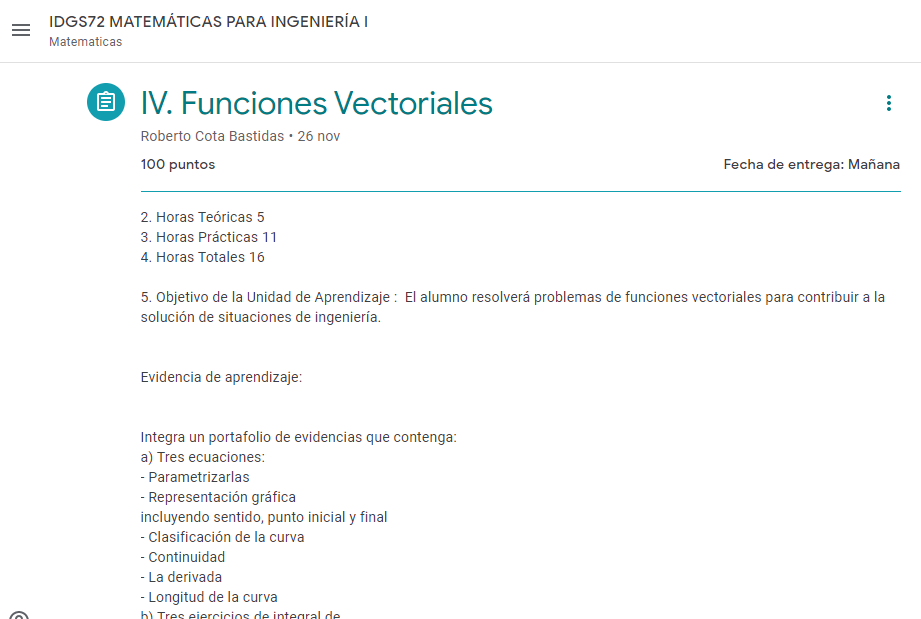 IDGS72 MATEMÁTICAS PARA INGENIERÍA I
Matematicas
IV. Funciones Vectoriales
Roberto Cota Bastidas • 26 nov
100 puntos
Fecha de entrega: Mañana
2. Horas Teóricas 5
3. Horas Prácticas 11
4. Horas Totales 16
5. Objetivo de la Unidad de Aprendizaje :  El alumno resolverá problemas de funciones vectoriales para contribuir a la
solución de situaciones de ingeniería.
Evidencia de aprendizaje:
Integra un portafolio de evidencias que contenga:
a) Tres ecuaciones:
- Parametrizarlas
- Representación gráfica
incluyendo sentido, punto inicial y final
- Clasificación de la curva
- Continuidad
- La derivada
- Longitud de la curva
b) Tres ejercicios de integral de